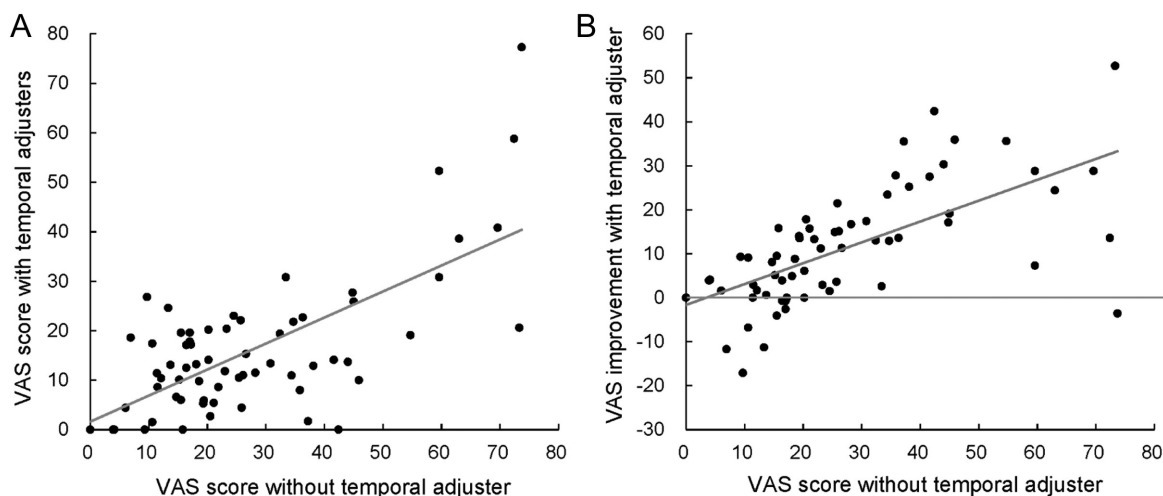 A
VAS score with temporal adjusters
80
70
60
50
40
30
20
10
0
0 10 20 30 40 50 60 70 80
VAS score without temporal adjuster
B
VAS improvement with temporal adjuster
60
50
40
30
20
10
0
-10
-20
-30
0 10 20 30 40 50 60 70 80
VAS score without temporal adjuster